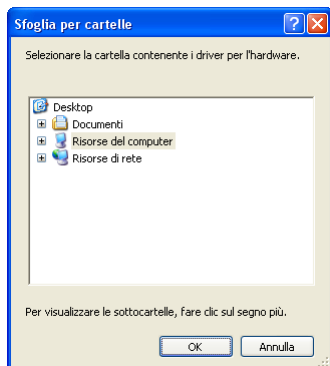 Sfoglia per cartelle
Selezionare la cartella contenente i driver per l'hardware.
Desktop
Documenti
Risorse del computer
Risorse di rete
Per visualizzare le sottocartelle, fare clic sul segno più.
OK Annulla